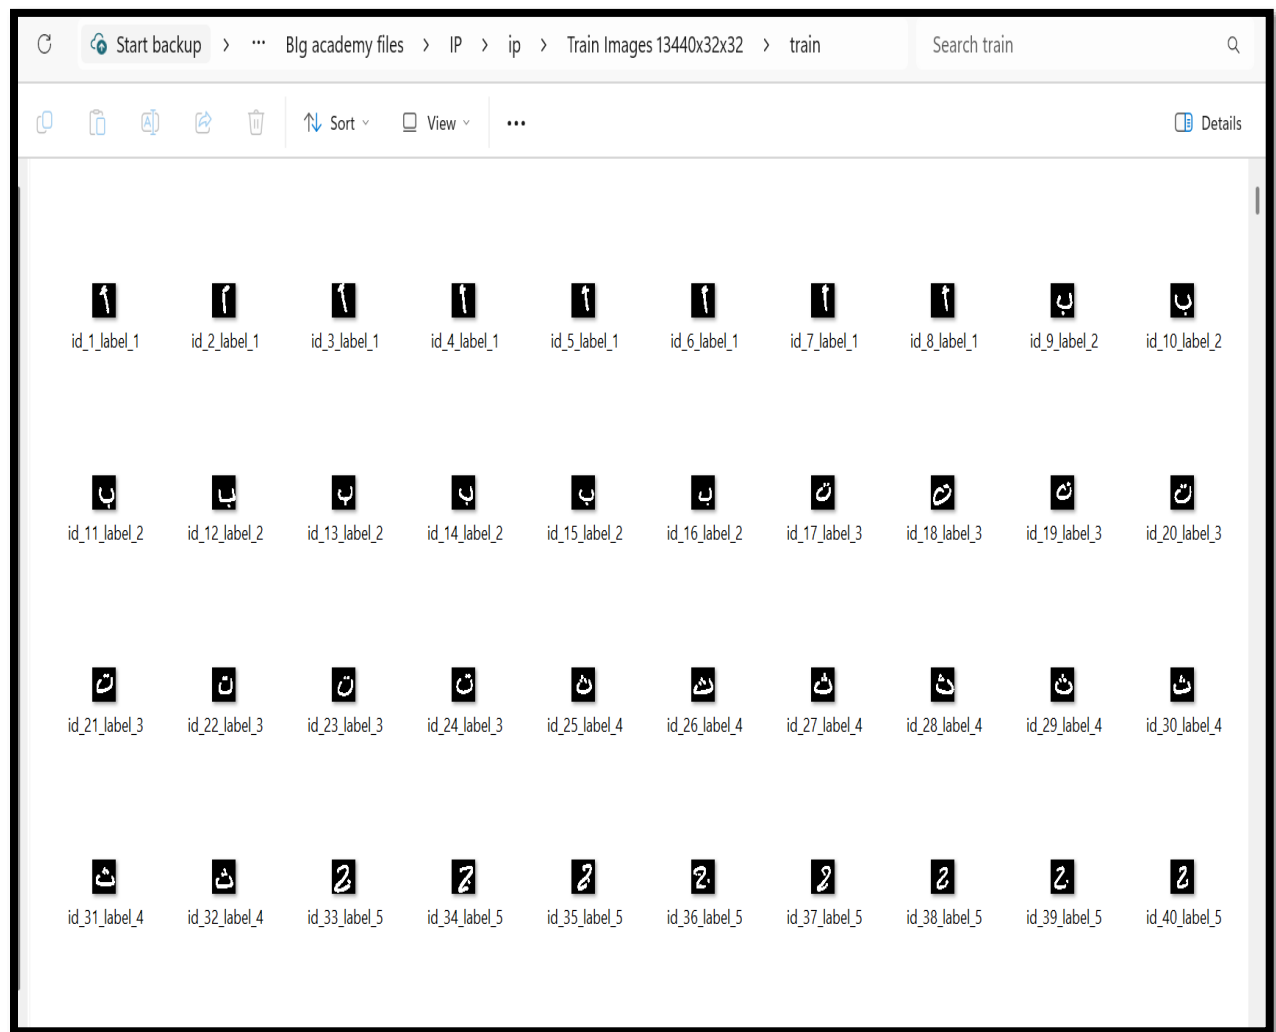 Start backup > ... BIg academy files > IP > ip > Train Images 13440x32x32 > train Search train
Sort View ... Details
أ أ أ أ أ أ أ أ ب ب
id_1_label_1 id_2_label_1 id_3_label_1 id_4_label_1 id_5_label_1 id_6_label_1 id_7_label_1 id_8_label_1 id_9_label_2 id_10_label_2
ب ب ب ب ب ب ت ت ت ت
id_11_label_2 id_12_label_2 id_13_label_2 id_14_label_2 id_15_label_2 id_16_label_2 id_17_label_3 id_18_label_3 id_19_label_3 id_20_label_3
ت ت ت ت ث ث ث ث ث ث
id_21_label_3 id_22_label_3 id_23_label_3 id_24_label_3 id_25_label_4 id_26_label_4 id_27_label_4 id_28_label_4 id_29_label_4 id_30_label_4
ث ث ج ج ج ج ج ج ج ج
id_31_label_4 id_32_label_4 id_33_label_5 id_34_label_5 id_35_label_5 id_36_label_5 id_37_label_5 id_38_label_5 id_39_label_5 id_40_label_5